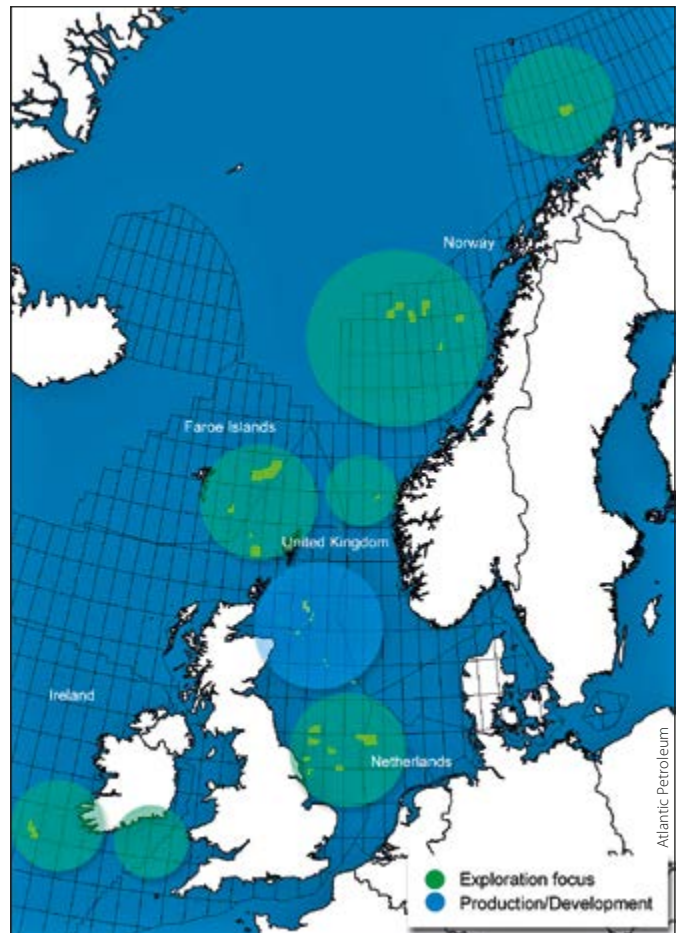 Norway
Faroe Islands
United Kingdom
Ireland
Netherlands
Atlantic Petroleum
Exploration focus
Production/Development